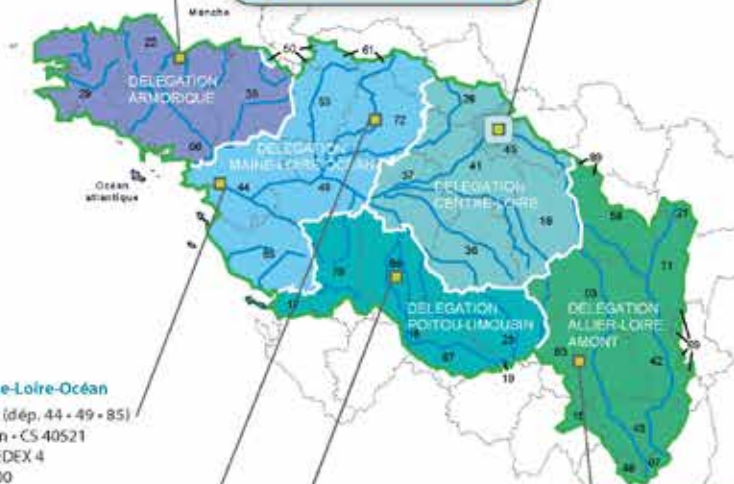 Manche
50
61
22
DELEGATION
ARMORIQUE
29
35
53
28
72
45
DELEGATION
MAINE-LOIRE-OCEAN
41
89
Océan
atlantique
44
49
37
DELEGATION
CENTRE-LOIRE
58
21
18
85
36
71
79
86
03
17
DELEGATION
POITOU-LIMOUSIN
DELEGATION
ALLIER-LOIRE
AMONT
16
23
87
63
42
69
19
15
43
48
07
e-Loire-Océan
(dép. 44 • 49 • 85)
n • CS 40521
EDEX 4
00